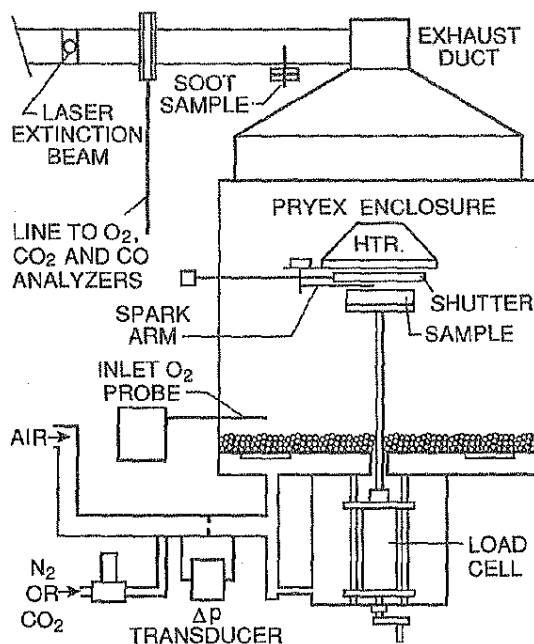 EXHAUST
DUCT
SOOT
SAMPLE
LASER
EXTINCTION
BEAM
PRYEX ENCLOSURE
LINE TO O₂,
CO₂ AND CO
ANALYZERS
HTR.
SHUTTER
SPARK
ARM
SAMPLE
INLET O₂
PROBE
AIR
LOAD
CELL
N₂
OR
CO₂
Δp
TRANSDUCER